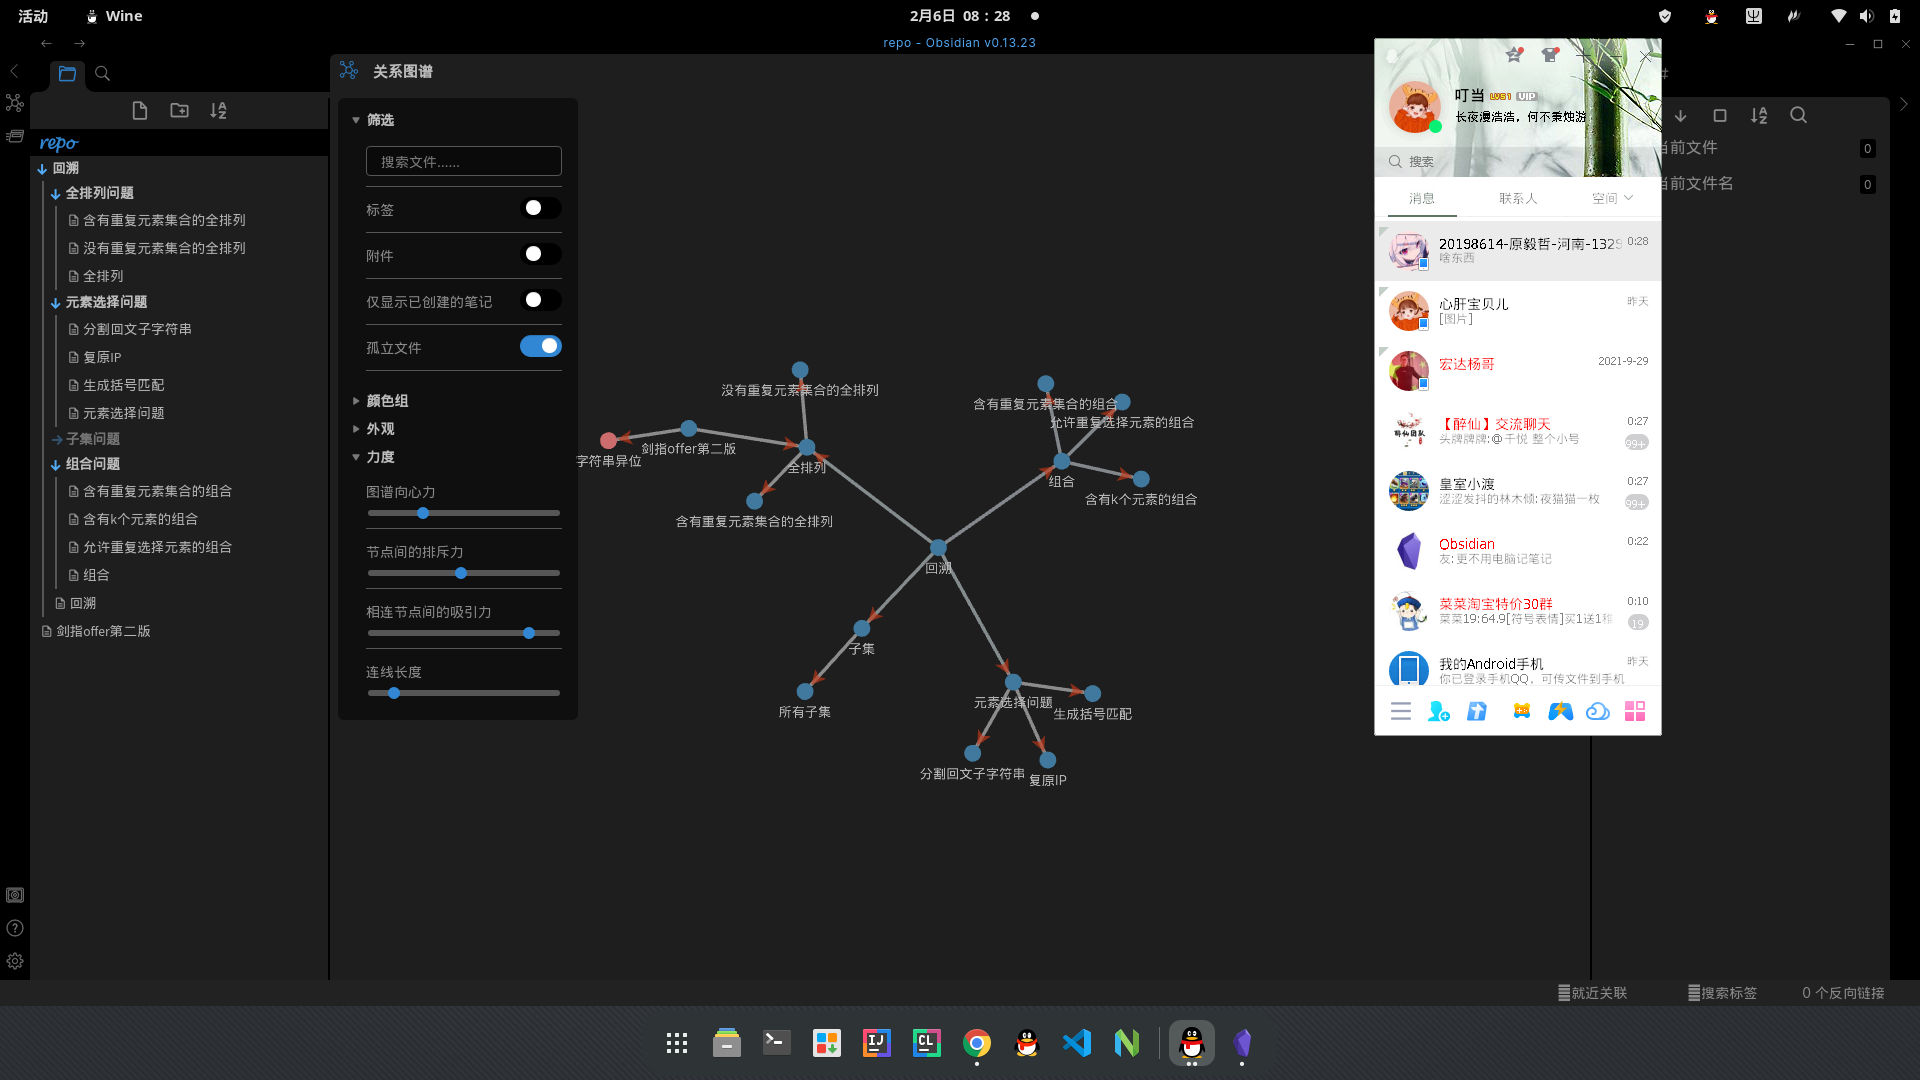 活动
Wine
2月6日 08：28
repo - Obsidian v0.13.23
关系图谱
repo
回溯
全排列问题
含有重复元素集合的全排列
没有重复元素集合的全排列
全排列
元素选择问题
分割回文子字符串
复原IP
生成括号匹配
元素选择问题
子集问题
组合问题
含有重复元素集合的组合
含有k个元素的组合
允许重复选择元素的组合
组合
回溯
剑指offer第二版
筛选
搜索文件......
标签
附件
仅显示已创建的笔记
孤立文件
颜色组
外观
力度
图谱向心力
节点间的排斥力
相连节点间的吸引力
连线长度
没有重复元素集合的全排列
含有重复元素集合的组合
允许重复选择元素的组合
剑指offer第二版
字符串异位
全排列
组合
含有k个元素的组合
含有重复元素集合的全排列
回溯
子集
元素选择问题
所有子集
生成括号匹配
分割回文子字符串
复原IP
叮当 LV61 VIP
长夜漫浩浩，何不秉烛游
搜索
消息
联系人
空间
20198614-原毅哲-河南-1329
0:28
啥东西
心肝宝贝儿
昨天
[图片]
宏达杨哥
2021-9-29
【醉仙】交流聊天
0:27
头牌牌牌:@千悦 整个小号
99+
皇室小渡
0:27
涩涩发抖的林木倾:夜猫猫一枚
99+
Obsidian
0:22
友:更不用电脑记笔记
菜菜淘宝特价30群
0:10
菜菜19:64.9[符号表情]买1送1
19
我的Android手机
昨天
你已登录手机QQ，可传文件到手机
当前文件
0
当前文件名
0
就近关联
搜索标签
0 个反向链接
IJ
CL